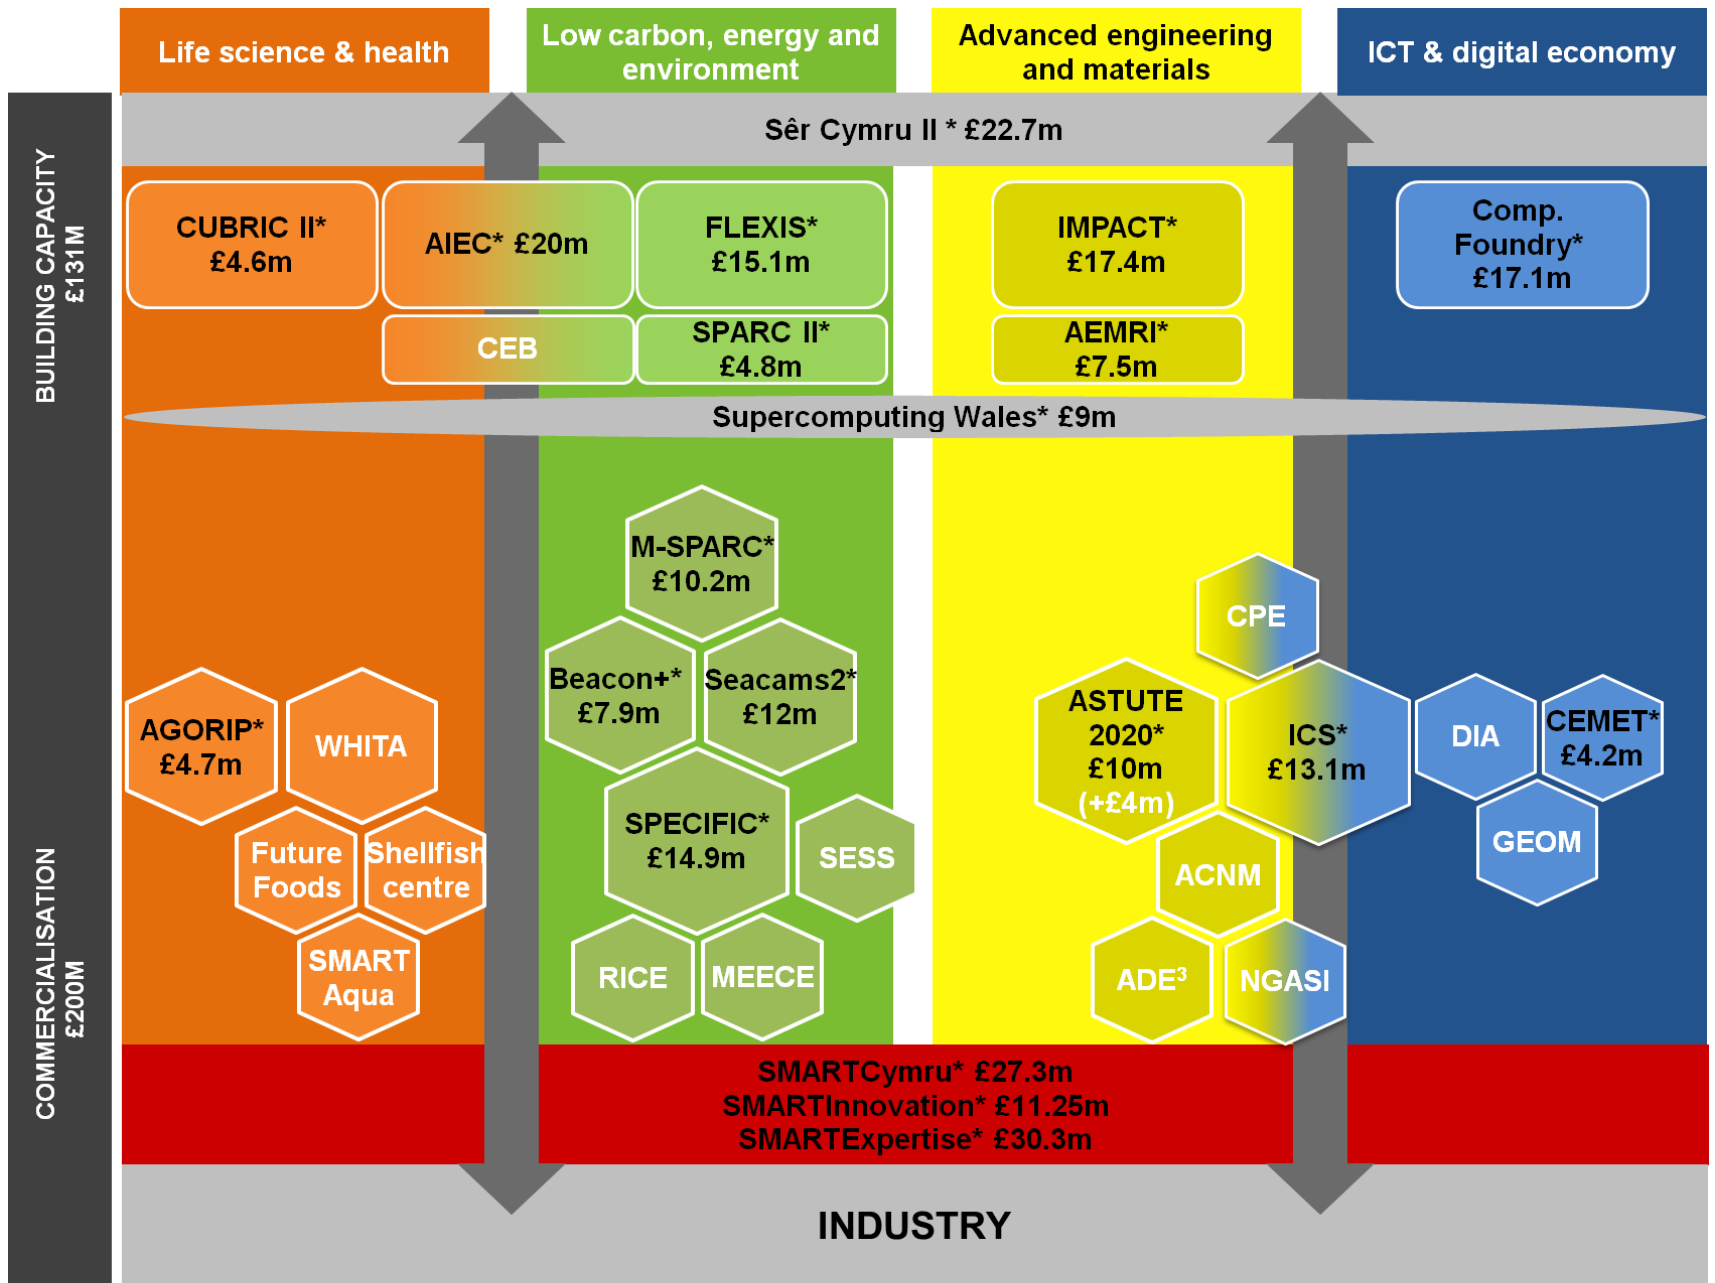 Life science & health
Low carbon, energy and
environment
Advanced engineering
and materials
ICT & digital economy
BUILDING CAPACITY
£131M
Sêr Cymru II * £22.7m
CUBRIC II*
£4.6m
AIEC* £20m
FLEXIS*
£15.1m
IMPACT*
£17.4m
Comp.
Foundry*
£17.1m
CEB
SPARC II*
£4.8m
AEMRI*
£7.5m
Supercomputing Wales* £9m
COMMERCIALISATION
£200M
M-SPARC*
£10.2m
Beacon+*
£7.9m
Seacams2*
£12m
CPE
AGORIP*
£4.7m
WHITA
ASTUTE
2020*
£10m
(+£4m)
ICS*
£13.1m
DIA
CEMET*
£4.2m
Future
Foods
Shellfish
centre
SPECIFIC*
£14.9m
SESS
ACNM
GEOM
SMART
Aqua
RICE
MEECE
ADE³
NGASI
SMARTCymru* £27.3m
SMARTInnovation* £11.25m
SMARTExpertise* £30.3m
INDUSTRY